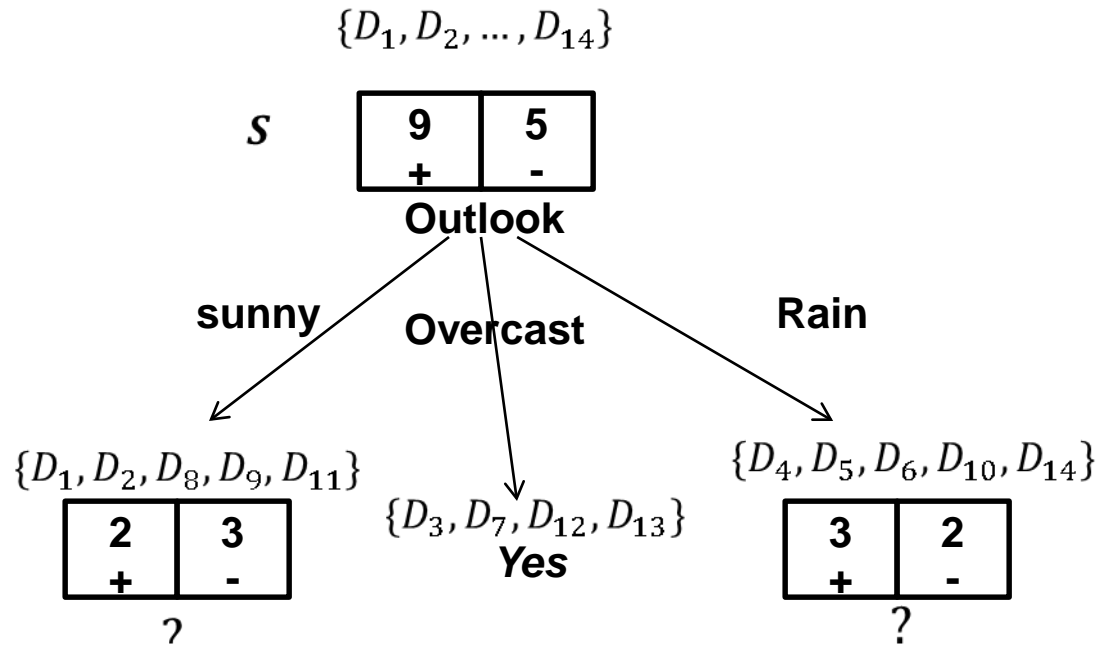 {D₁, D₂, … , D₁₄}
S
9 5
+ -
Outlook
sunny Overcast Rain
{D₁, D₂, D₈, D₉, D₁₁}
2 3
+ -
?
{D₃, D₇, D₁₂, D₁₃}
Yes
{D₄, D₅, D₆, D₁₀, D₁₄}
3 2
+ -
?